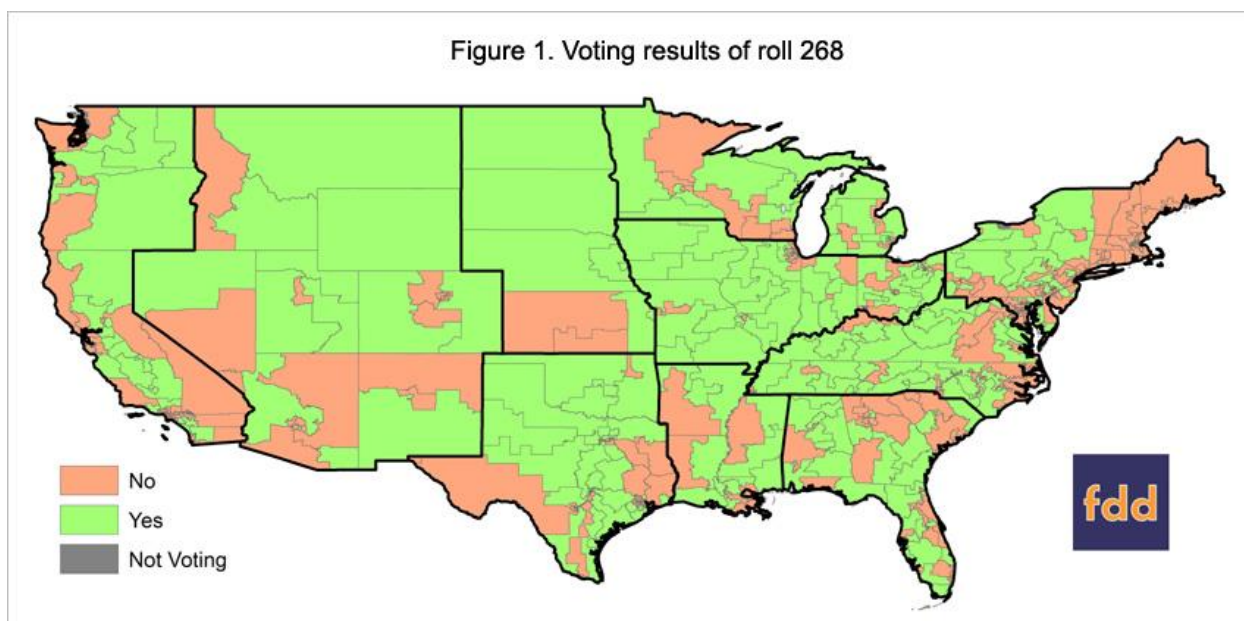 Figure 1. Voting results of roll 268
No
Yes
Not Voting
fdd